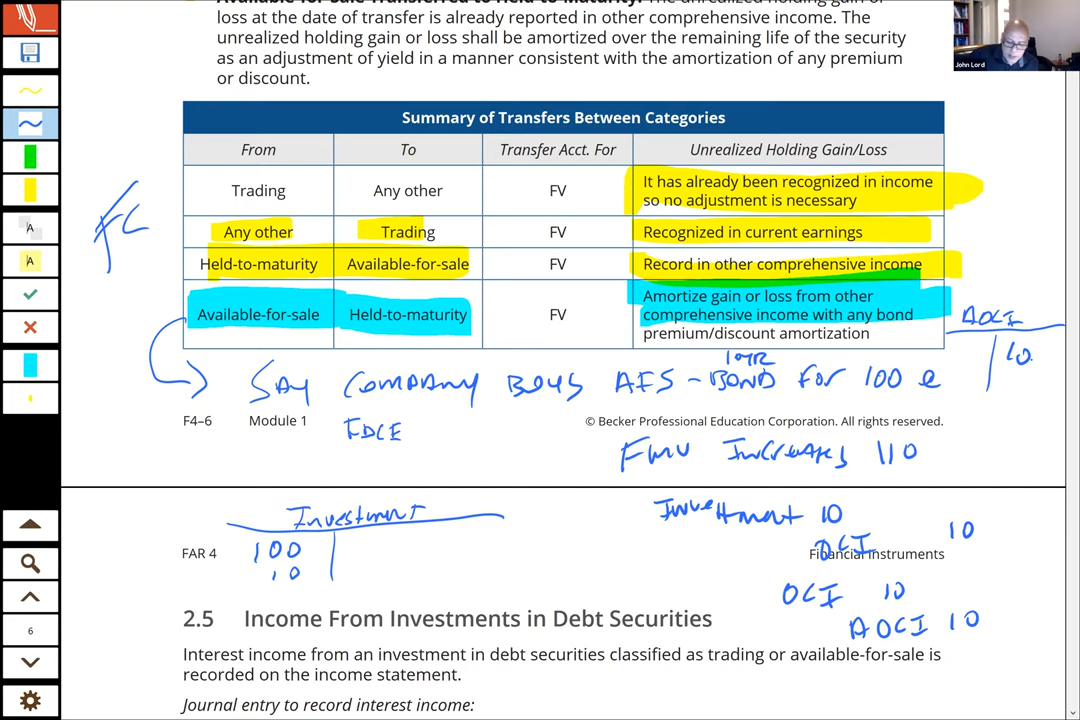 Available-for-Sale Transferred to Held-to-Maturity: The unrealized holding gain or
loss at the date of transfer is already reported in other comprehensive income. The
unrealized holding gain or loss shall be amortized over the remaining life of the security
as an adjustment of yield in a manner consistent with the amortization of any premium
or discount.
John Lord
Summary of Transfers Between Categories
From To Transfer Acct. For Unrealized Holding Gain/Loss
Trading Any other FV It has already been recognized in income
so no adjustment is necessary
Any other Trading FV Recognized in current earnings
Held-to-maturity Available-for-sale FV Record in other comprehensive income
Available-for-sale Held-to-maturity FV Amortize gain or loss from other
comprehensive income with any bond
premium/discount amortization
AOCI
10
10YR
SAY COMPANY BUYS AFS - BOND FOR 100 @
F4–6 Module 1 © Becker Professional Education Corporation. All rights reserved.
FMV INCREASES 110
Investment
100
10
Investment 10
OCI 10
FAR 4 Financial Instruments
OCI 10
AOCI 10
2.5 Income From Investments in Debt Securities
Interest income from an investment in debt securities classified as trading or available-for-sale is
recorded on the income statement.
Journal entry to record interest income:
6
A
A